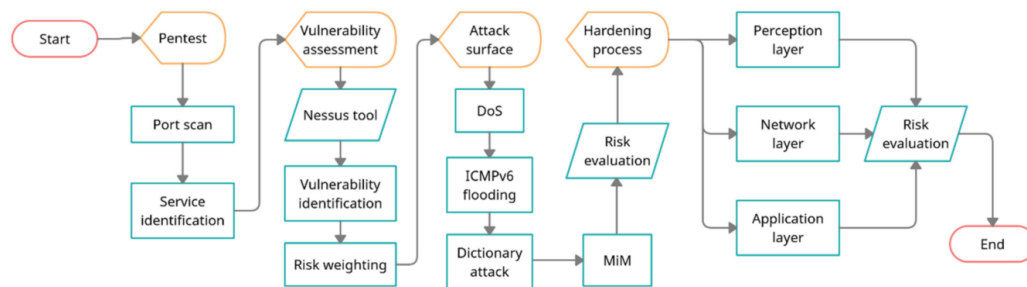 Start
Pentest
Port scan
Service
identification
Vulnerability
assessment
Nessus tool
Vulnerability
identification
Risk weighting
Attack
surface
DoS
ICMPv6
flooding
Dictionary
attack
MiM
Risk
evaluation
Hardening
process
Perception
layer
Network
layer
Application
layer
Risk
evaluation
End